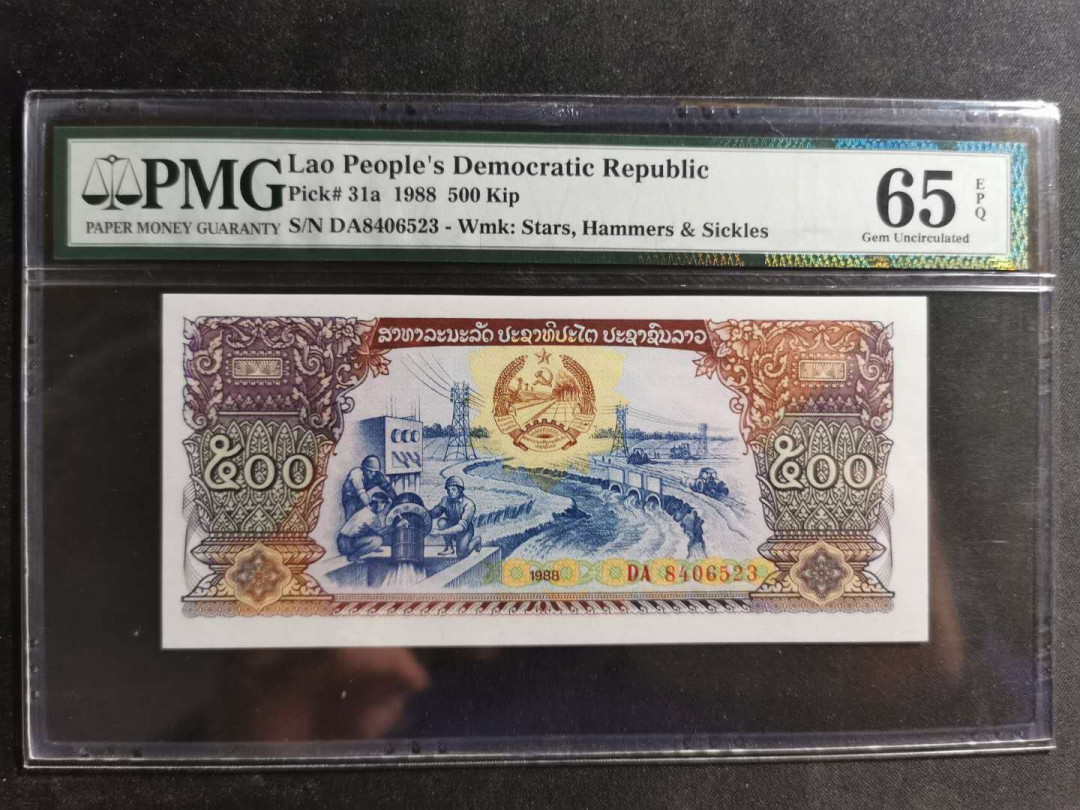 PMG
PAPER MONEY GUARANTY
Lao People's Democratic Republic
Pick# 31a 1988 500 Kip
S/N DA8406523 - Wmk: Stars, Hammers & Sickles
65 EPQ
Gem Uncirculated
ສາທາລະນະລັດ ປະຊາທິປະໄຕ ປະຊາຊົນລາວ
໕໐໐ ໕໐໐
1988 DA 8406523